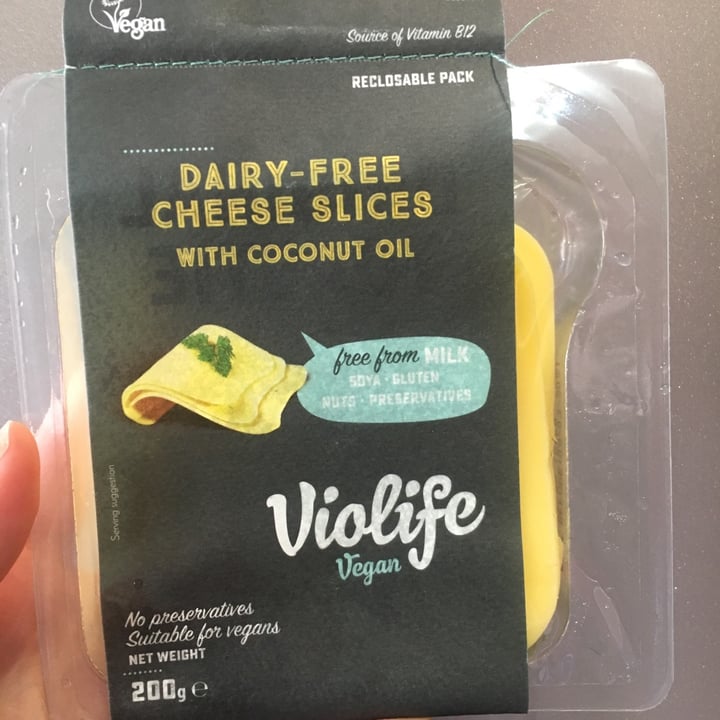 Vegan
Source of Vitamin B12
RECLOSABLE PACK
DAIRY-FREE
CHEESE SLICES
WITH COCONUT OIL
free from MILK
SOYA · GLUTEN
NUTS · PRESERVATIVES
Serving suggestion
Violife
Vegan
No preservatives
Suitable for vegans
NET WEIGHT
200g e